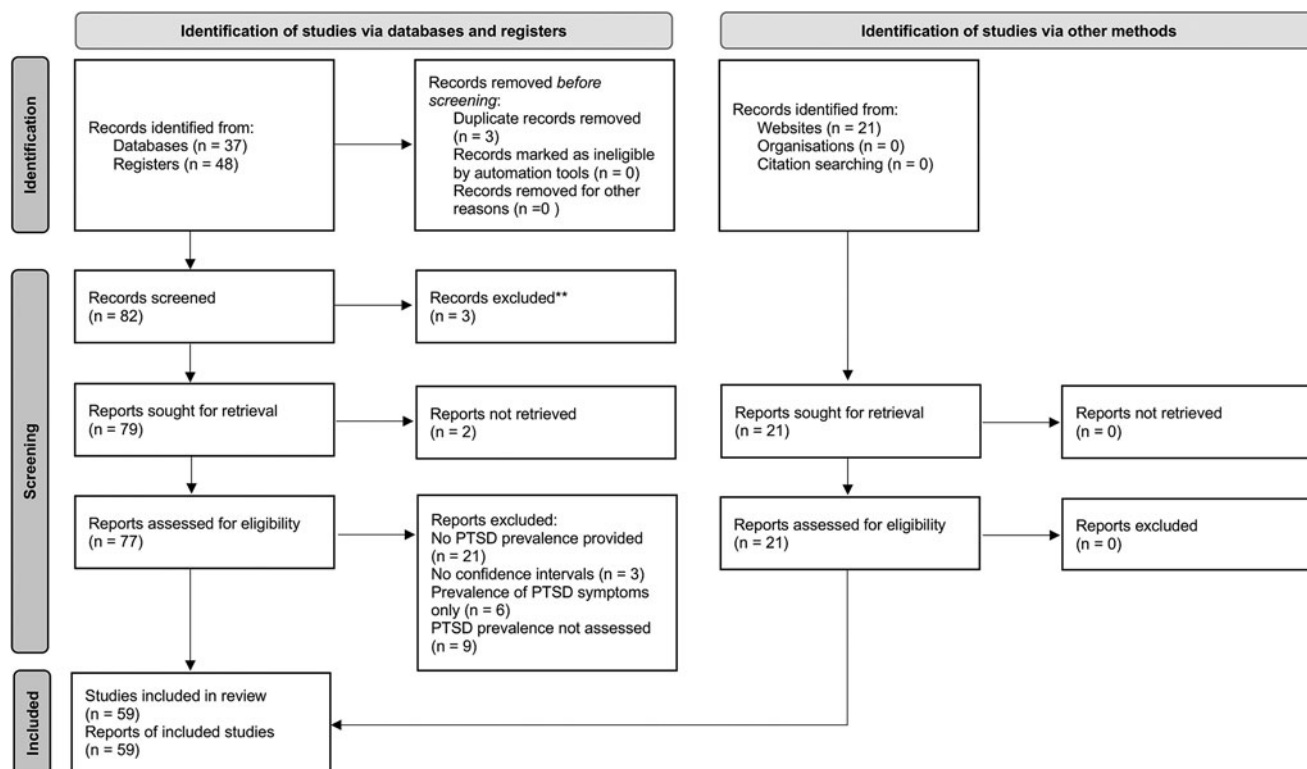 Identification of studies via databases and registers
Identification of studies via other methods
Identification
Records identified from:
Databases (n = 37)
Registers (n = 48)
Records removed before
screening:
Duplicate records removed
(n = 3)
Records marked as ineligible
by automation tools (n = 0)
Records removed for other
reasons (n =0 )
Records identified from:
Websites (n = 21)
Organisations (n = 0)
Citation searching (n = 0)
Screening
Records screened
(n = 82)
Records excluded**
(n = 3)
Reports sought for retrieval
(n = 79)
Reports not retrieved
(n = 2)
Reports sought for retrieval
(n = 21)
Reports not retrieved
(n = 0)
Reports assessed for eligibility
(n = 77)
Reports excluded:
No PTSD prevalence provided
(n = 21)
No confidence intervals (n = 3)
Prevalence of PTSD symptoms
only (n = 6)
PTSD prevalence not assessed
(n = 9)
Reports assessed for eligibility
(n = 21)
Reports excluded
(n = 0)
Included
Studies included in review
(n = 59)
Reports of included studies
(n = 59)